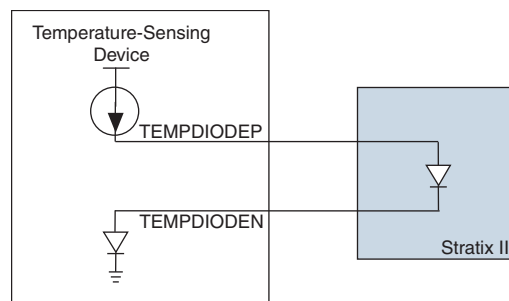 Temperature-Sensing
Device
TEMPDIODEP
TEMPDIODEN
Stratix II